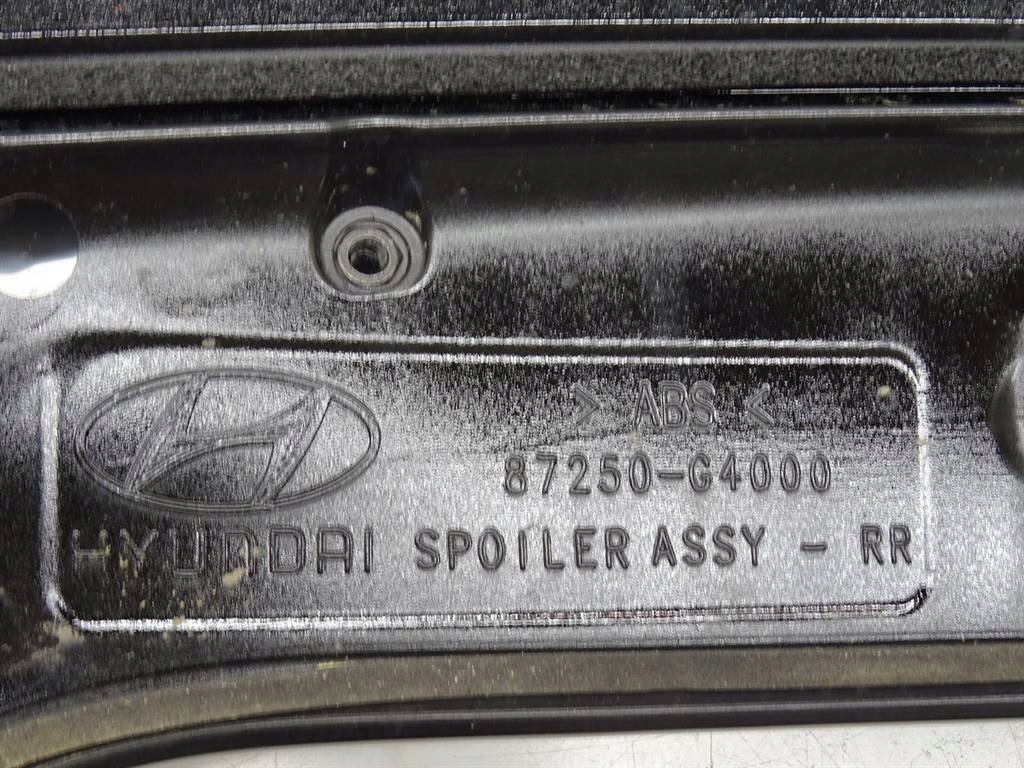 > ABS <
87250-G4000
HYUNDAI SPOILER ASSY - RR